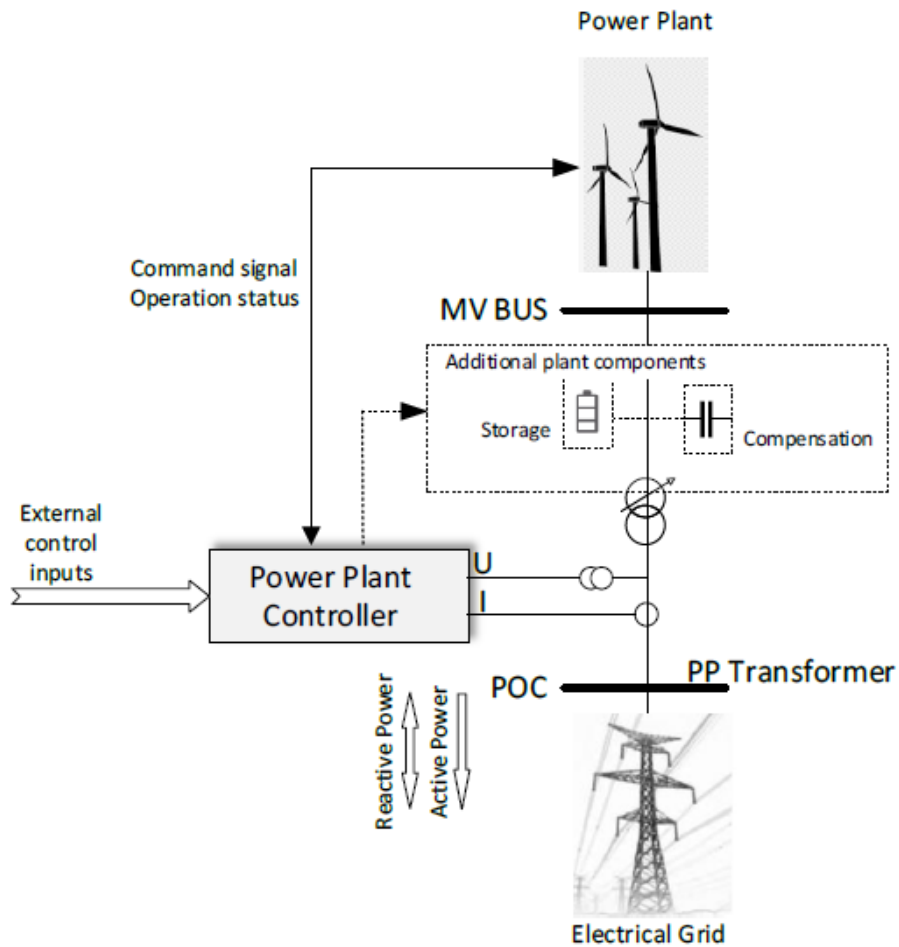 Power Plant
Command signal
Operation status
MV BUS
Additional plant components
Storage
Compensation
External
control
inputs
Power Plant
Controller
U
I
POC
PP Transformer
Reactive Power
Active Power
Electrical Grid